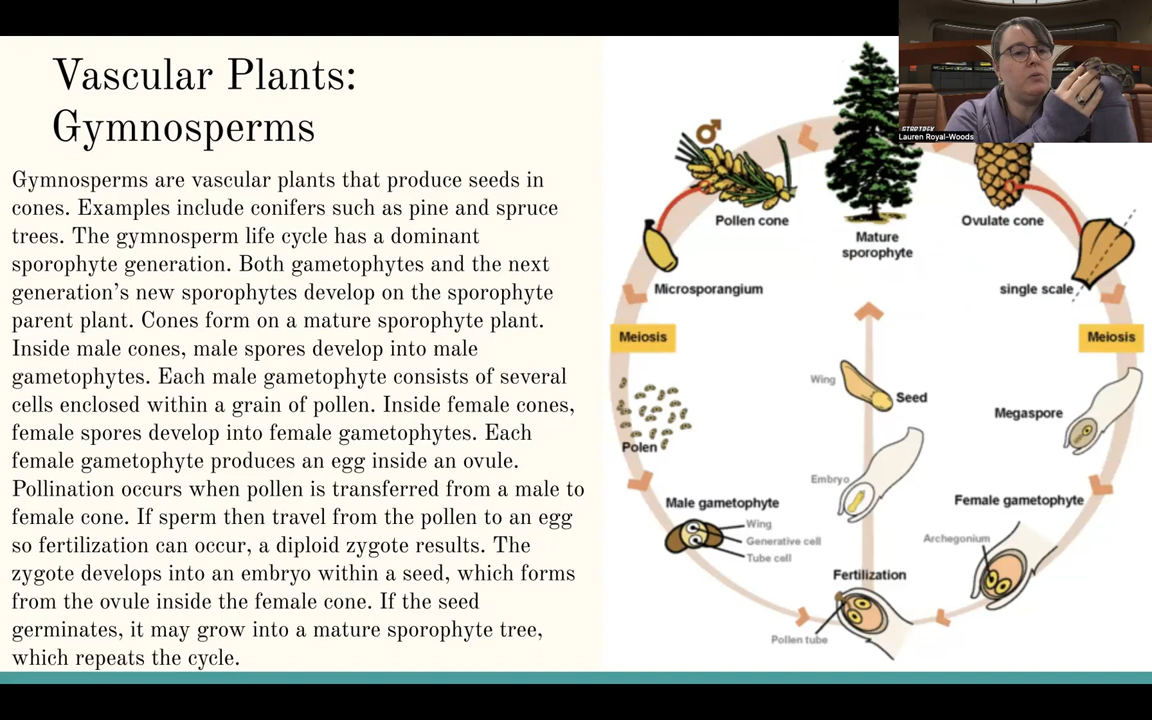 Vascular Plants:
Gymnosperms
Gymnosperms are vascular plants that produce seeds in
cones. Examples include conifers such as pine and spruce
trees. The gymnosperm life cycle has a dominant
sporophyte generation. Both gametophytes and the next
generation's new sporophytes develop on the sporophyte
parent plant. Cones form on a mature sporophyte plant.
Inside male cones, male spores develop into male
gametophytes. Each male gametophyte consists of several
cells enclosed within a grain of pollen. Inside female cones,
female spores develop into female gametophytes. Each
female gametophyte produces an egg inside an ovule.
Pollination occurs when pollen is transferred from a male to
female cone. If sperm then travel from the pollen to an egg
so fertilization can occur, a diploid zygote results. The
zygote develops into an embryo within a seed, which forms
from the ovule inside the female cone. If the seed
germinates, it may grow into a mature sporophyte tree,
which repeats the cycle.
STAR TREK
Lauren Royal-Woods
♂
Pollen cone
Mature
sporophyte
Ovulate cone
Microsporangium
single scale
Meiosis
Meiosis
Wing
Seed
Megaspore
Polen
Embryo
Male gametophyte
Wing
Generative cell
Tube cell
Female gametophyte
Archegonium
Fertilization
Pollen tube